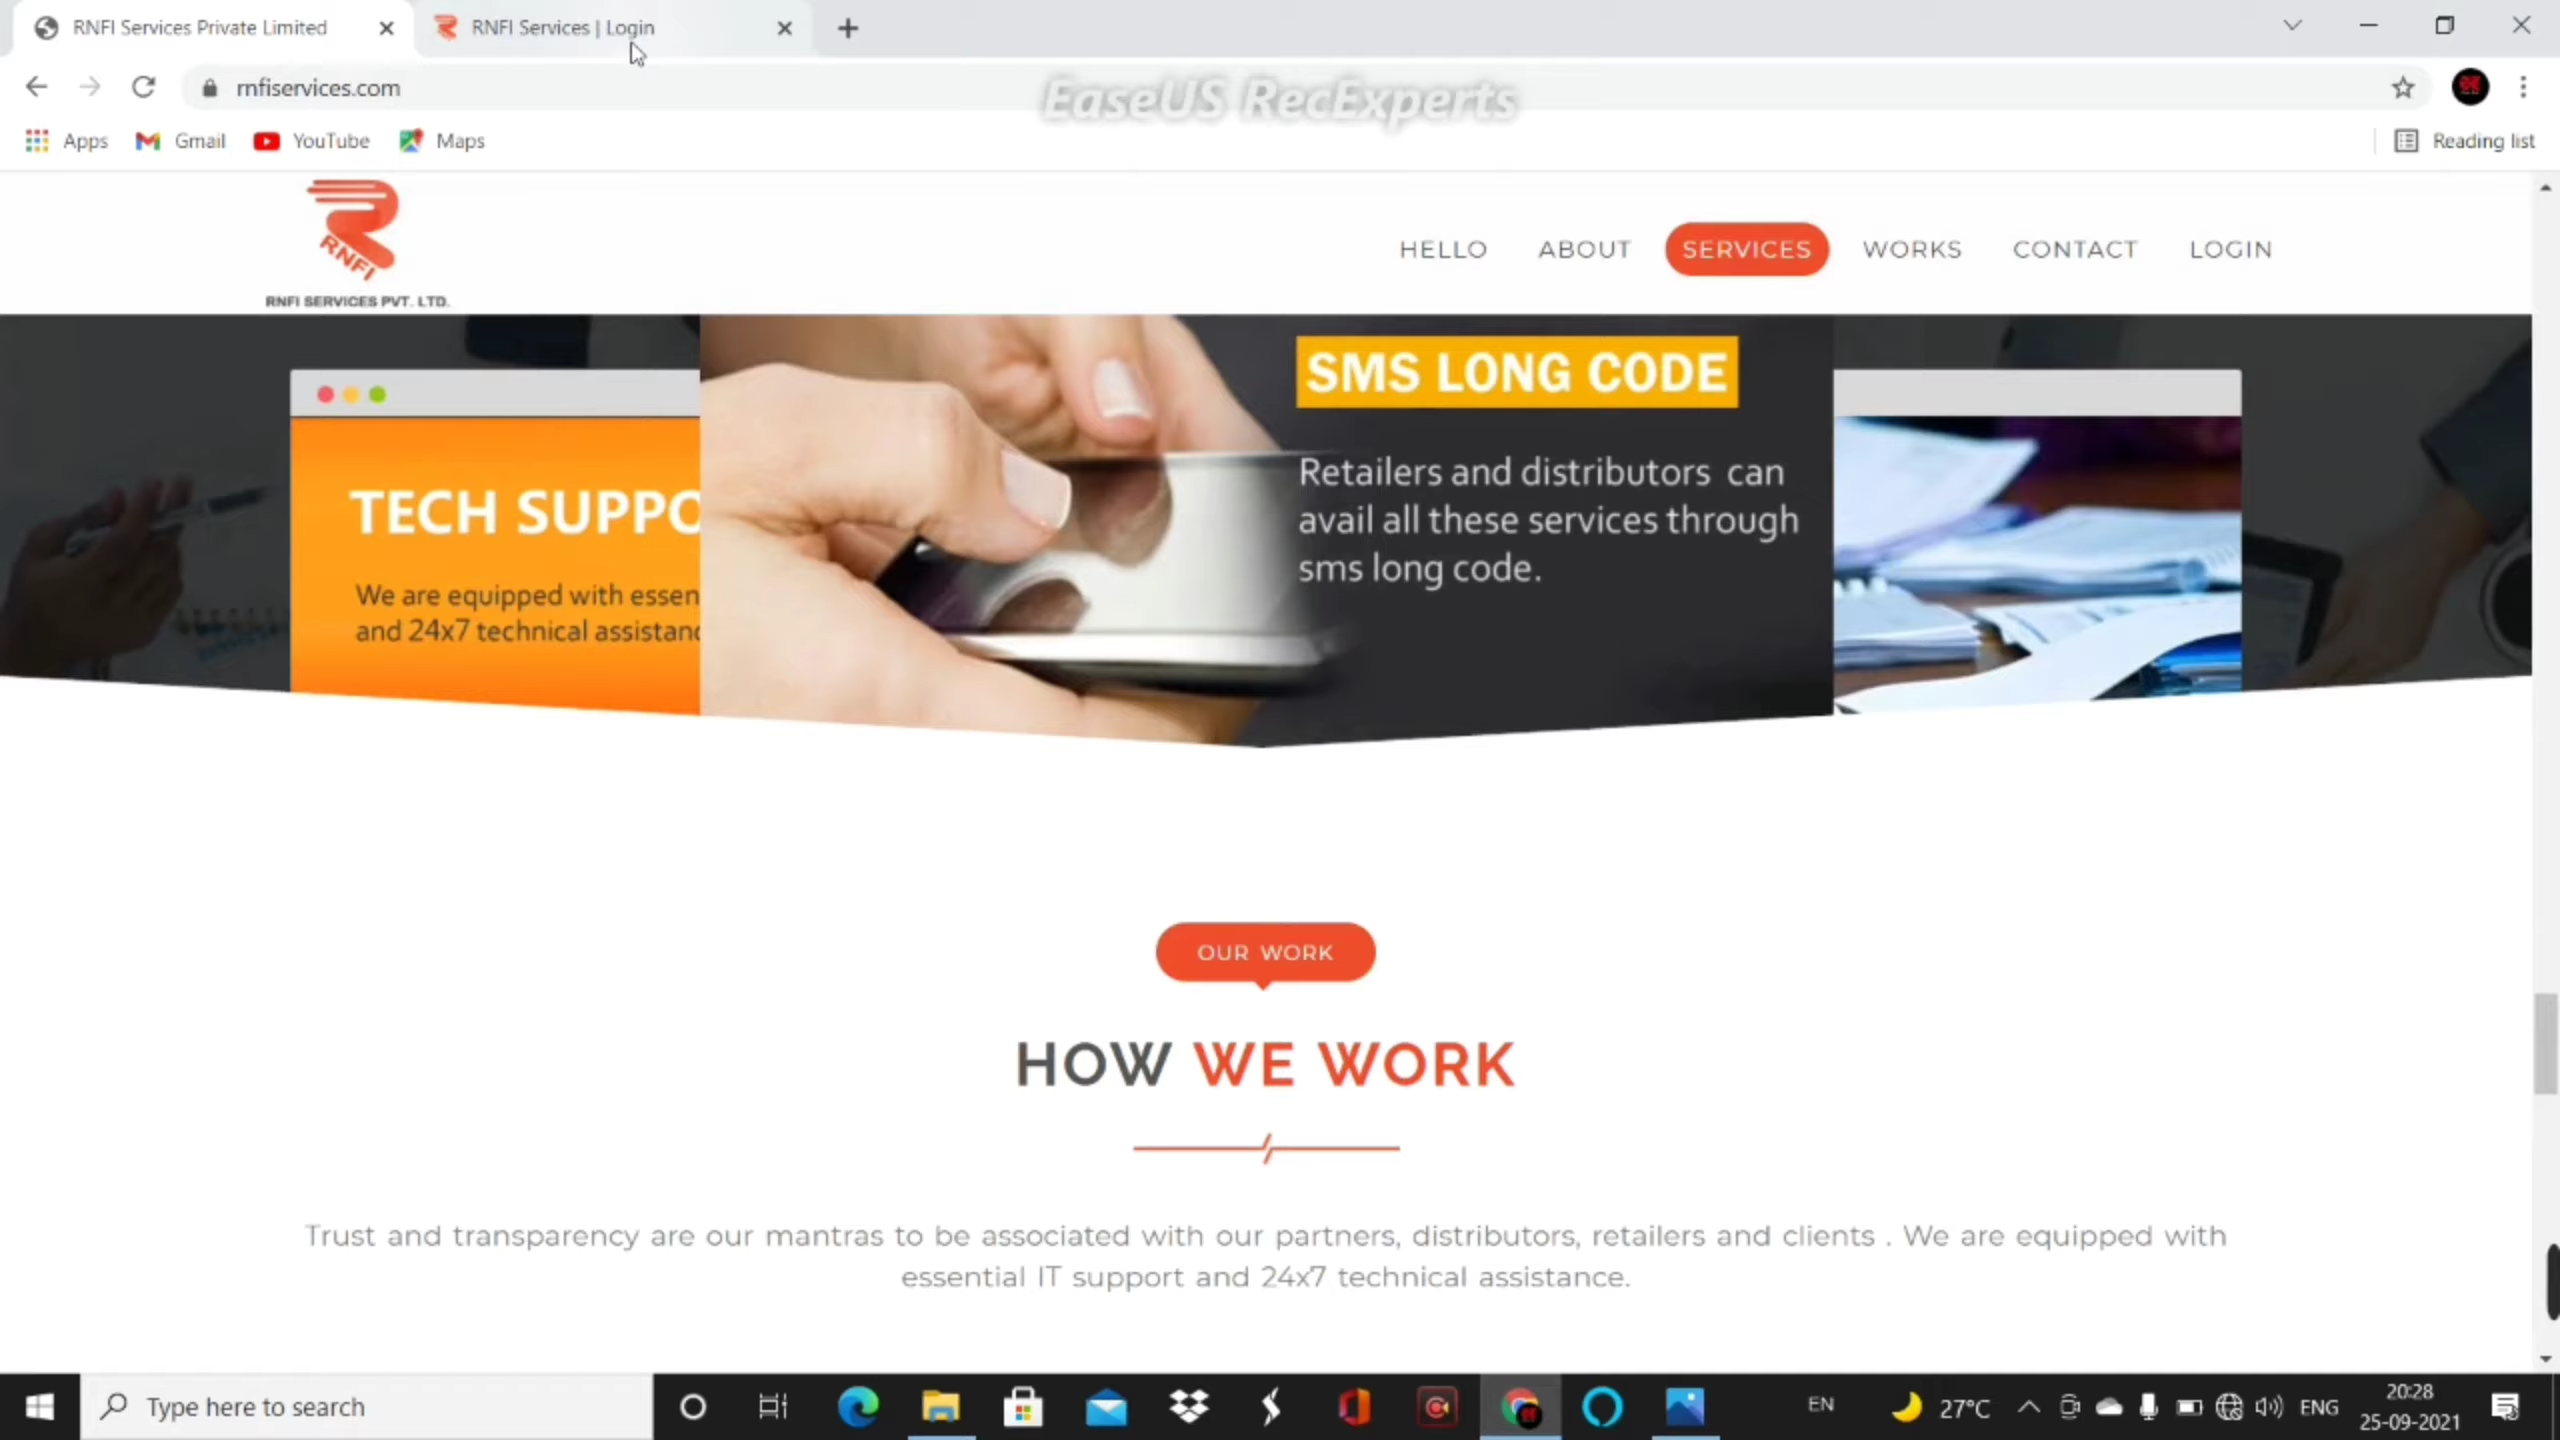 RNFI Services Private Limited
RNFI Services | Login
rnfiservices.com
EaseUS RecExperts
Apps
Gmail
YouTube
Maps
Reading list
RNFI
RNFI SERVICES PVT. LTD.
HELLO
ABOUT
SERVICES
WORKS
CONTACT
LOGIN
TECH SUPPO
We are equipped with essen
and 24x7 technical assistanc
SMS LONG CODE
Retailers and distributors can
avail all these services through
sms long code.
OUR WORK
HOW WE WORK
Trust and transparency are our mantras to be associated with our partners, distributors, retailers and clients . We are equipped with
essential IT support and 24x7 technical assistance.
Type here to search
EN
27°C
ENG
20:28
25-09-2021